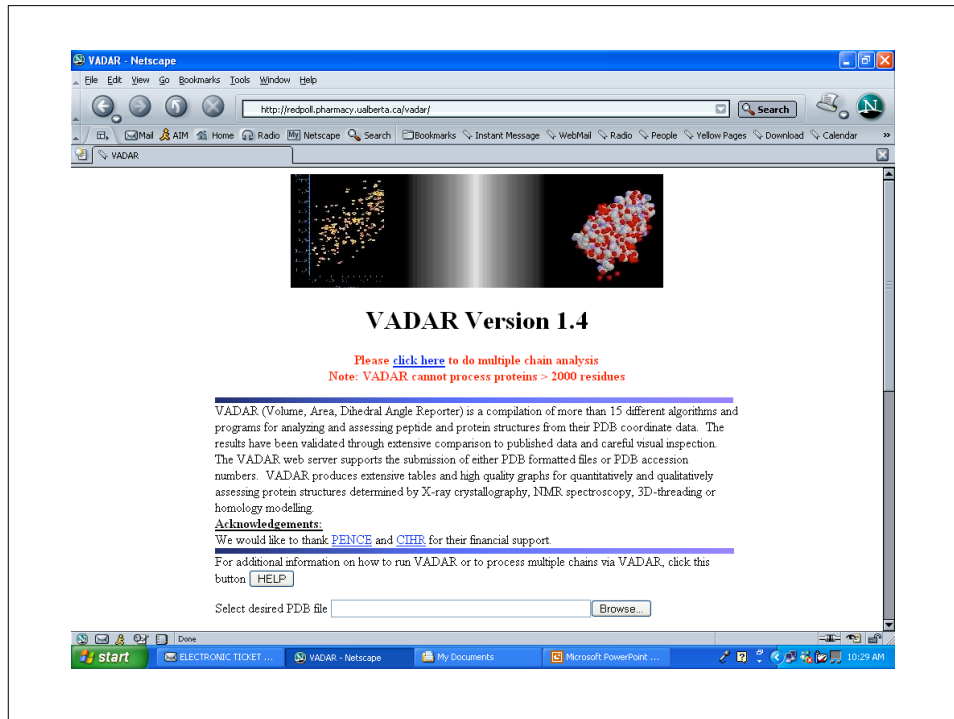 VADAR - Netscape
File Edit View Go Bookmarks Tools Window Help
http://redpoll.pharmacy.ualberta.ca/vadar/ Search
Mail AIM Home Radio My Netscape Search Bookmarks Instant Message WebMail Radio People Yellow Pages Download Calendar »
VADAR
VADAR Version 1.4
Please click here to do multiple chain analysis
Note: VADAR cannot process proteins > 2000 residues
VADAR (Volume, Area, Dihedral Angle Reporter) is a compilation of more than 15 different algorithms and
programs for analyzing and assessing peptide and protein structures from their PDB coordinate data. The
results have been validated through extensive comparison to published data and careful visual inspection.
The VADAR web server supports the submission of either PDB formatted files or PDB accession
numbers. VADAR produces extensive tables and high quality graphs for quantitatively and qualitatively
assessing protein structures determined by X-ray crystallography, NMR spectroscopy, 3D-threading or
homology modelling.
Acknowledgements:
We would like to thank PENCE and CIHR for their financial support.
For additional information on how to run VADAR or to process multiple chains via VADAR, click this
button HELP
Select desired PDB file Browse...
Done
start ELECTRONIC TICKET ... VADAR - Netscape My Documents Microsoft PowerPoint ... 10:29 AM